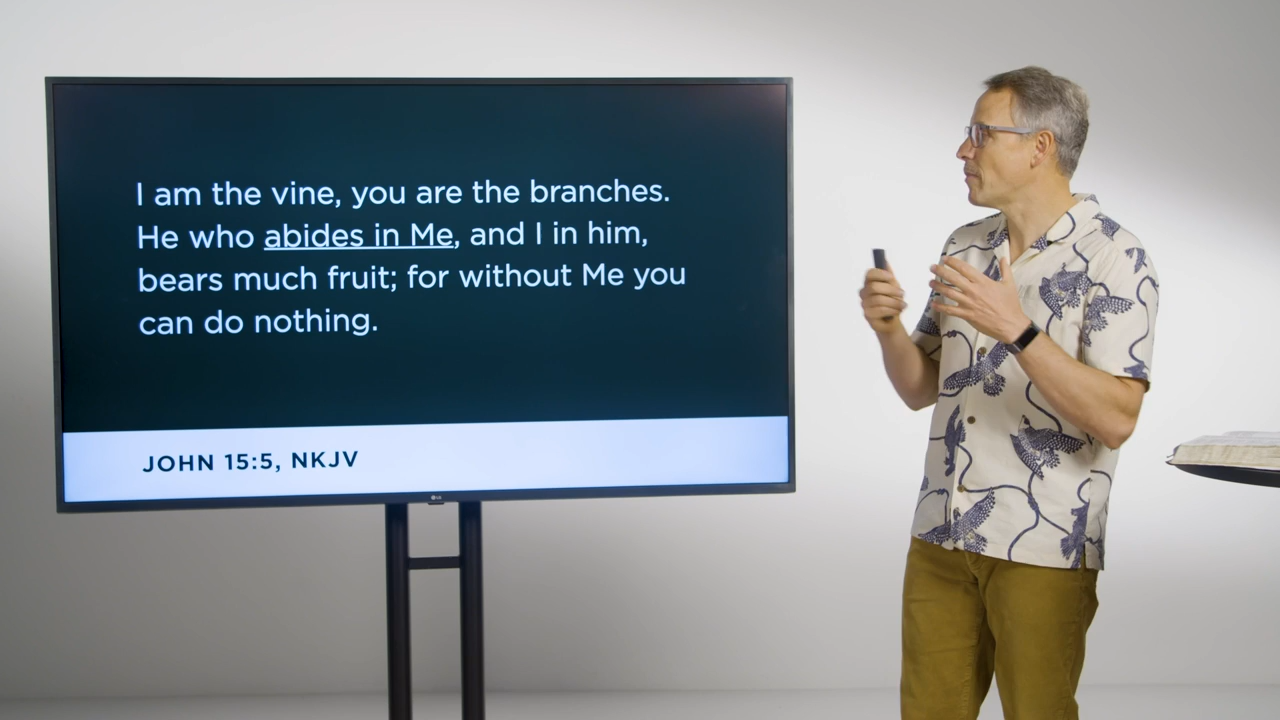 I am the vine, you are the branches.
He who abides in Me, and I in him,
bears much fruit; for without Me you
can do nothing.
JOHN 15:5, NKJV
LG